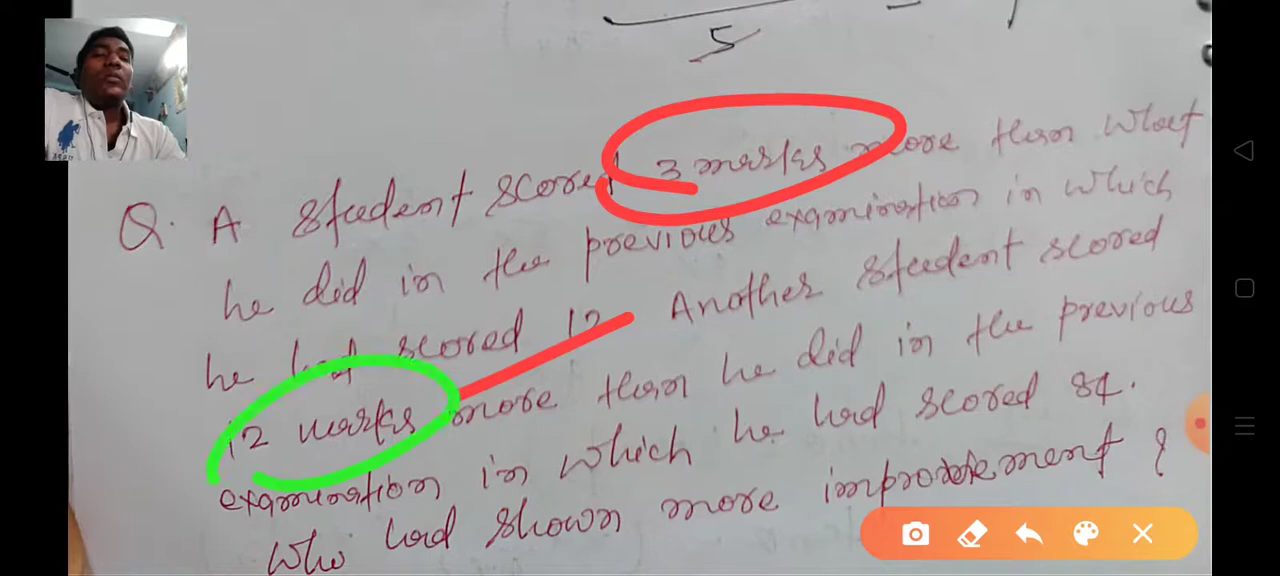 5
Q. A student scored 3 marks more than what
he did in the previous examination in which
he had scored 12 Another student scored
12 marks more than he did in the previous
examination in which he had scored 84.
Who had shown more improvement ?